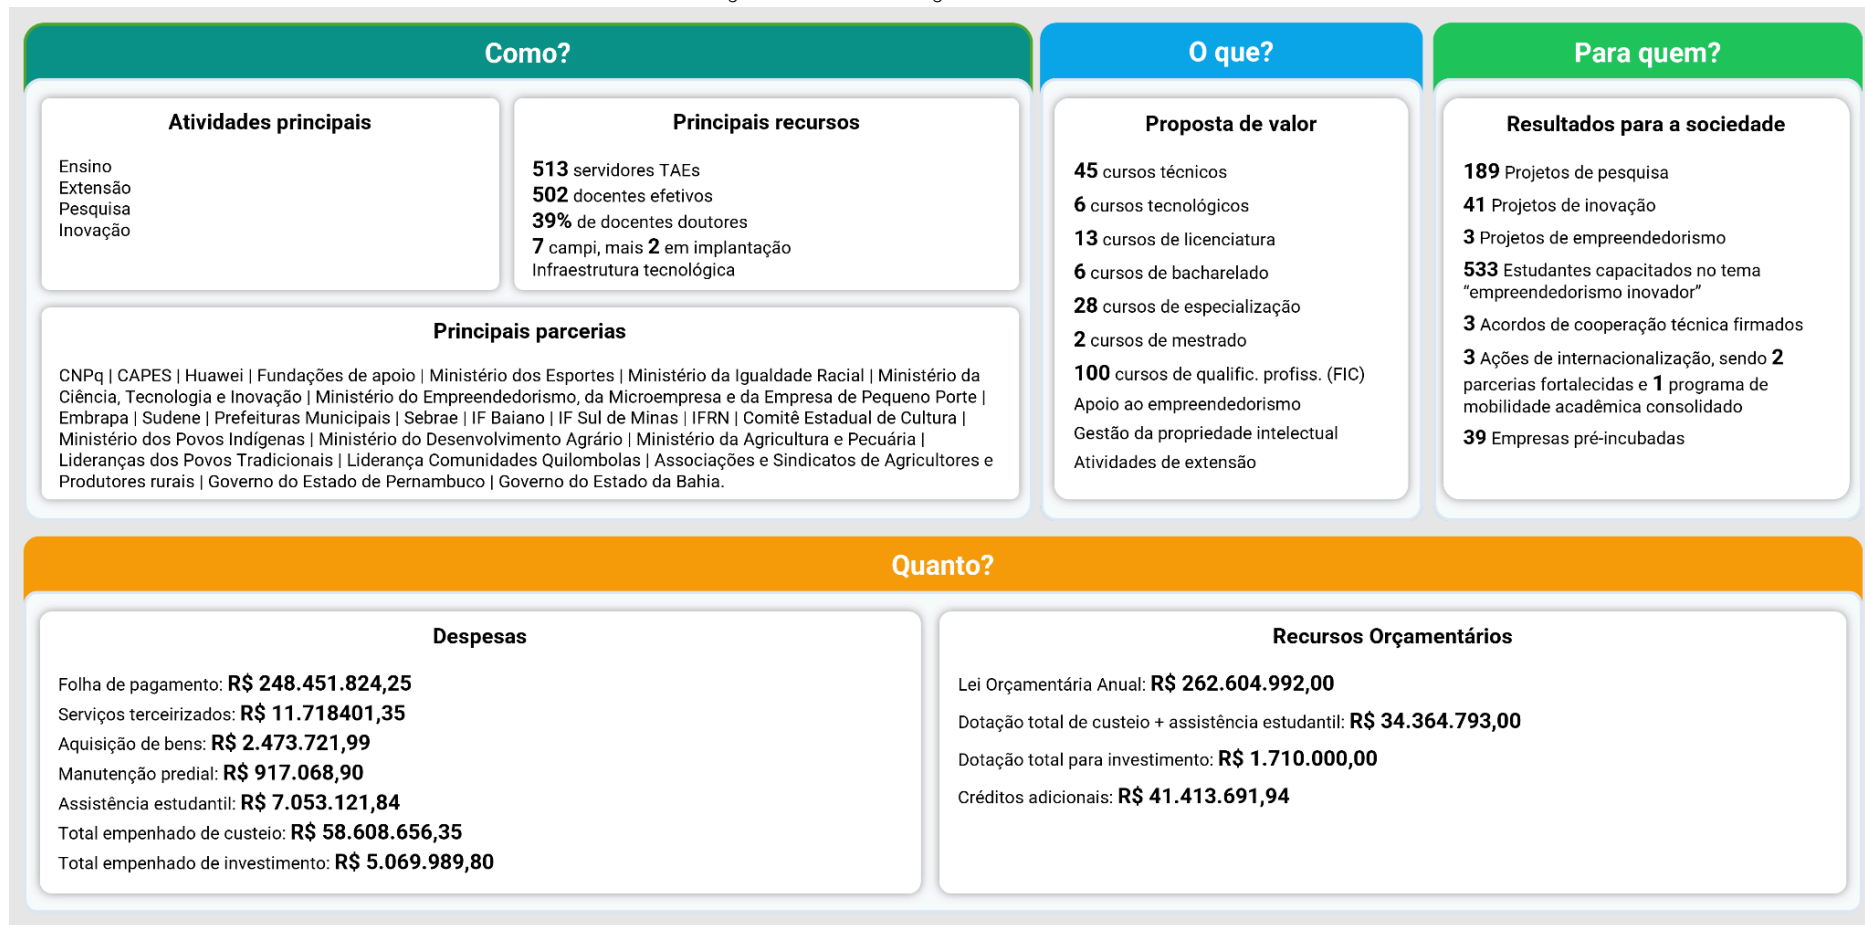 Como?
Atividades principais
Ensino
Extensão
Pesquisa
Inovação
Principais recursos
513 servidores TAEs
502 docentes efetivos
39% de docentes doutores
7 campi, mais 2 em implantação
Infraestrutura tecnológica
Principais parcerias
CNPq | CAPES | Huawei | Fundações de apoio | Ministério dos Esportes | Ministério da Igualdade Racial | Ministério da
Ciência, Tecnologia e Inovação | Ministério do Empreendedorismo, da Microempresa e da Empresa de Pequeno Porte |
Embrapa | Sudene | Prefeituras Municipais | Sebrae | IF Baiano | IF Sul de Minas | IFRN | Comitê Estadual de Cultura |
Ministério dos Povos Indígenas | Ministério do Desenvolvimento Agrário | Ministério da Agricultura e Pecuária |
Lideranças dos Povos Tradicionais | Liderança Comunidades Quilombolas | Associações e Sindicatos de Agricultores e
Produtores rurais | Governo do Estado de Pernambuco | Governo do Estado da Bahia.
O que?
Proposta de valor
45 cursos técnicos
6 cursos tecnológicos
13 cursos de licenciatura
6 cursos de bacharelado
28 cursos de especialização
2 cursos de mestrado
100 cursos de qualific. profiss. (FIC)
Apoio ao empreendedorismo
Gestão da propriedade intelectual
Atividades de extensão
Para quem?
Resultados para a sociedade
189 Projetos de pesquisa
41 Projetos de inovação
3 Projetos de empreendedorismo
533 Estudantes capacitados no tema
“empreendedorismo inovador”
3 Acordos de cooperação técnica firmados
3 Ações de internacionalização, sendo 2
parcerias fortalecidas e 1 programa de
mobilidade acadêmica consolidado
39 Empresas pré-incubadas
Quanto?
Despesas
Folha de pagamento: R$ 248.451.824,25
Serviços terceirizados: R$ 11.718401,35
Aquisição de bens: R$ 2.473.721,99
Manutenção predial: R$ 917.068,90
Assistência estudantil: R$ 7.053.121,84
Total empenhado de custeio: R$ 58.608.656,35
Total empenhado de investimento: R$ 5.069.989,80
Recursos Orçamentários
Lei Orçamentária Anual: R$ 262.604.992,00
Dotação total de custeio + assistência estudantil: R$ 34.364.793,00
Dotação total para investimento: R$ 1.710.000,00
Créditos adicionais: R$ 41.413.691,94